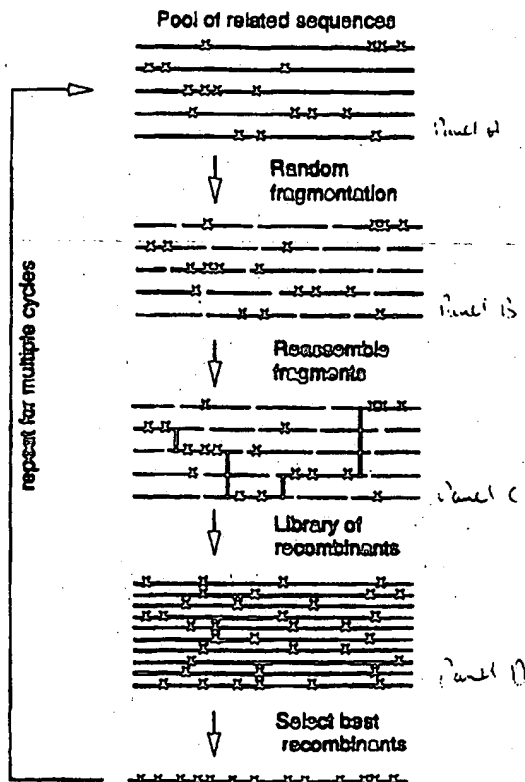 Pool of related sequences
Panel A
Random
fragmentation
Panel B
Reassemble
fragments
Panel C
Library of
recombinants
Panel D
Select best
recombinants
repeat for multiple cycles